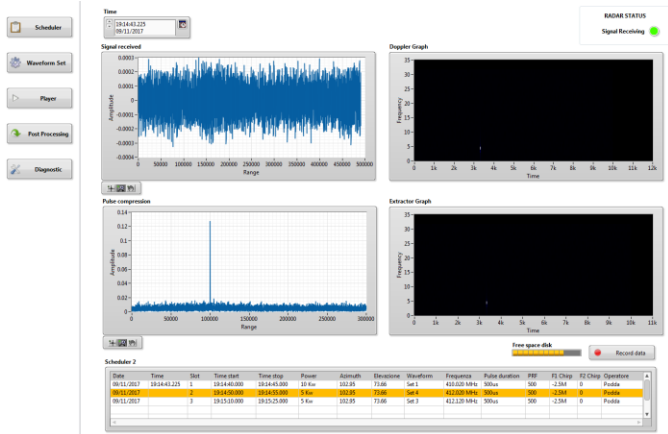 Time
19:14:43.225
09/11/2017
RADAR STATUS
Signal Receiving
Scheduler
Waveform Set
Player
Post Processing
Diagnostic
Signal received
0.0003
0.0002
0.0001
0
-0.0001
-0.0002
-0.0003
-0.0004
Amplitude
0 50000 100000 150000 200000 250000 300000 350000 400000 450000 500000
Range
Doppler Graph
35
30
25
20
15
10
5
0
Frequency
0 1k 2k 3k 4k 5k 6k 7k 8k 9k 10k 11k 12k
Time
Pulse compression
0.14
0.12
0.1
0.08
0.06
0.04
0.02
0
Amplitude
0 50000 100000 150000 200000 250000 300000
Range
Extractor Graph
35
30
25
20
15
10
5
0
Frequency
0 1k 2k 3k 4k 5k 6k 7k 8k 9k 10k 11k 12k
Time
Free space disk
Record data
Scheduler 2
Date Time Slot Time start Time stop Power Azimuth Elevazione Waveform Frequenza Pulse duration PRF F1 Chirp F2 Chirp Operatore
09/11/2017 19:14:43.225 1 19:14:40.000 19:14:45.000 10 Kw 102.95 73.66 Set 1 410.020 MHz 500us 500 -2.5M 0 Podda
09/11/2017 2 19:14:50.000 19:14:55.000 5 Kw 102.95 73.66 Set 4 412.020 MHz 500us 500 -2.5M 0 Podda
09/11/2017 3 19:15:10.000 19:15:25.000 5 Kw 102.95 73.66 Set 3 412.120 MHz 500us 500 -2.5M 0 Podda